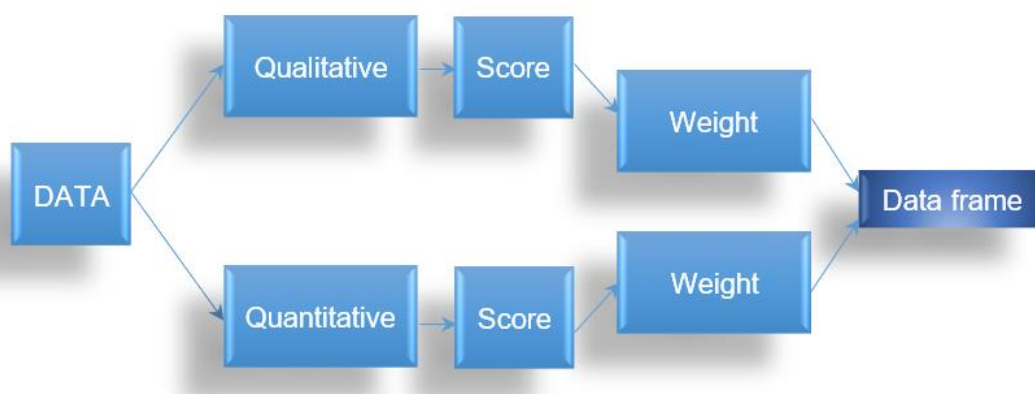 DATA
Qualitative
Score
Weight
Quantitative
Score
Weight
Data frame